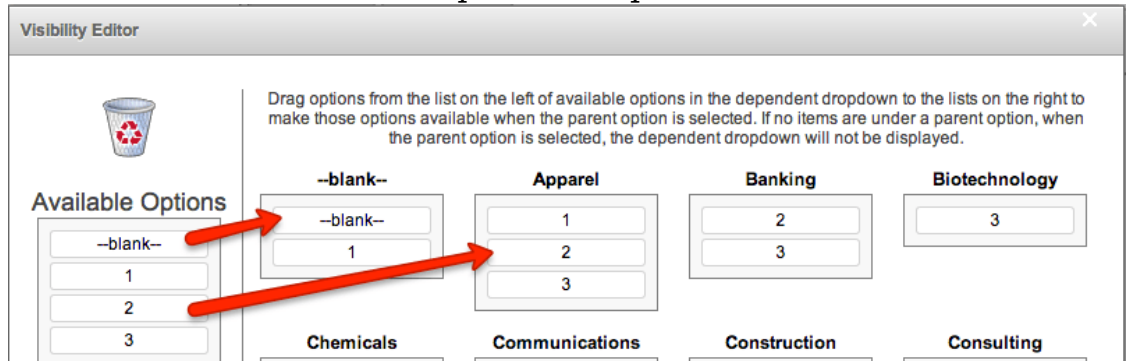 Visibility Editor
Drag options from the list on the left of available options in the dependent dropdown to the lists on the right to
make those options available when the parent option is selected. If no items are under a parent option, when
the parent option is selected, the dependent dropdown will not be displayed.
Available Options
--blank--
1
2
3
--blank--
--blank--
1
Apparel
1
2
3
Banking
2
3
Biotechnology
3
Chemicals
Communications
Construction
Consulting